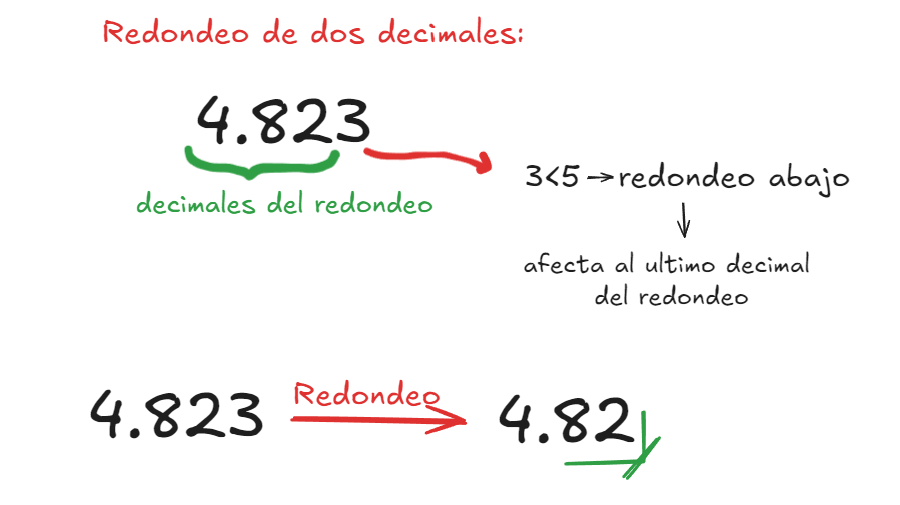 Redondeo de dos decimales:
4.823
decimales del redondeo
3<5 → redondeo abajo
afecta al ultimo decimal
del redondeo
4.823 Redondeo 4.82